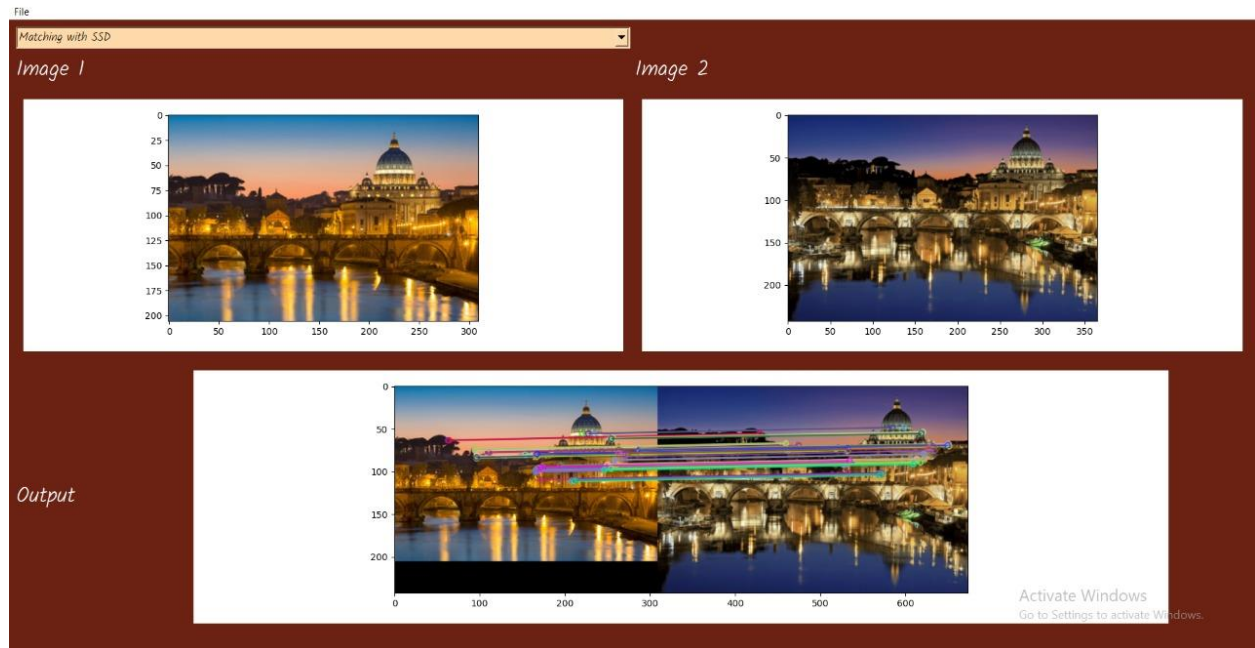 File
Matching with SSD
Image 1
Image 2
0
25
50
75
100
125
150
175
200
0 50 100 150 200 250 300
0
50
100
150
200
0 50 100 150 200 250 300 350
Output
0
50
100
150
200
0 100 200 300 400 500 600
Activate Windows
Go to Settings to activate Windows.